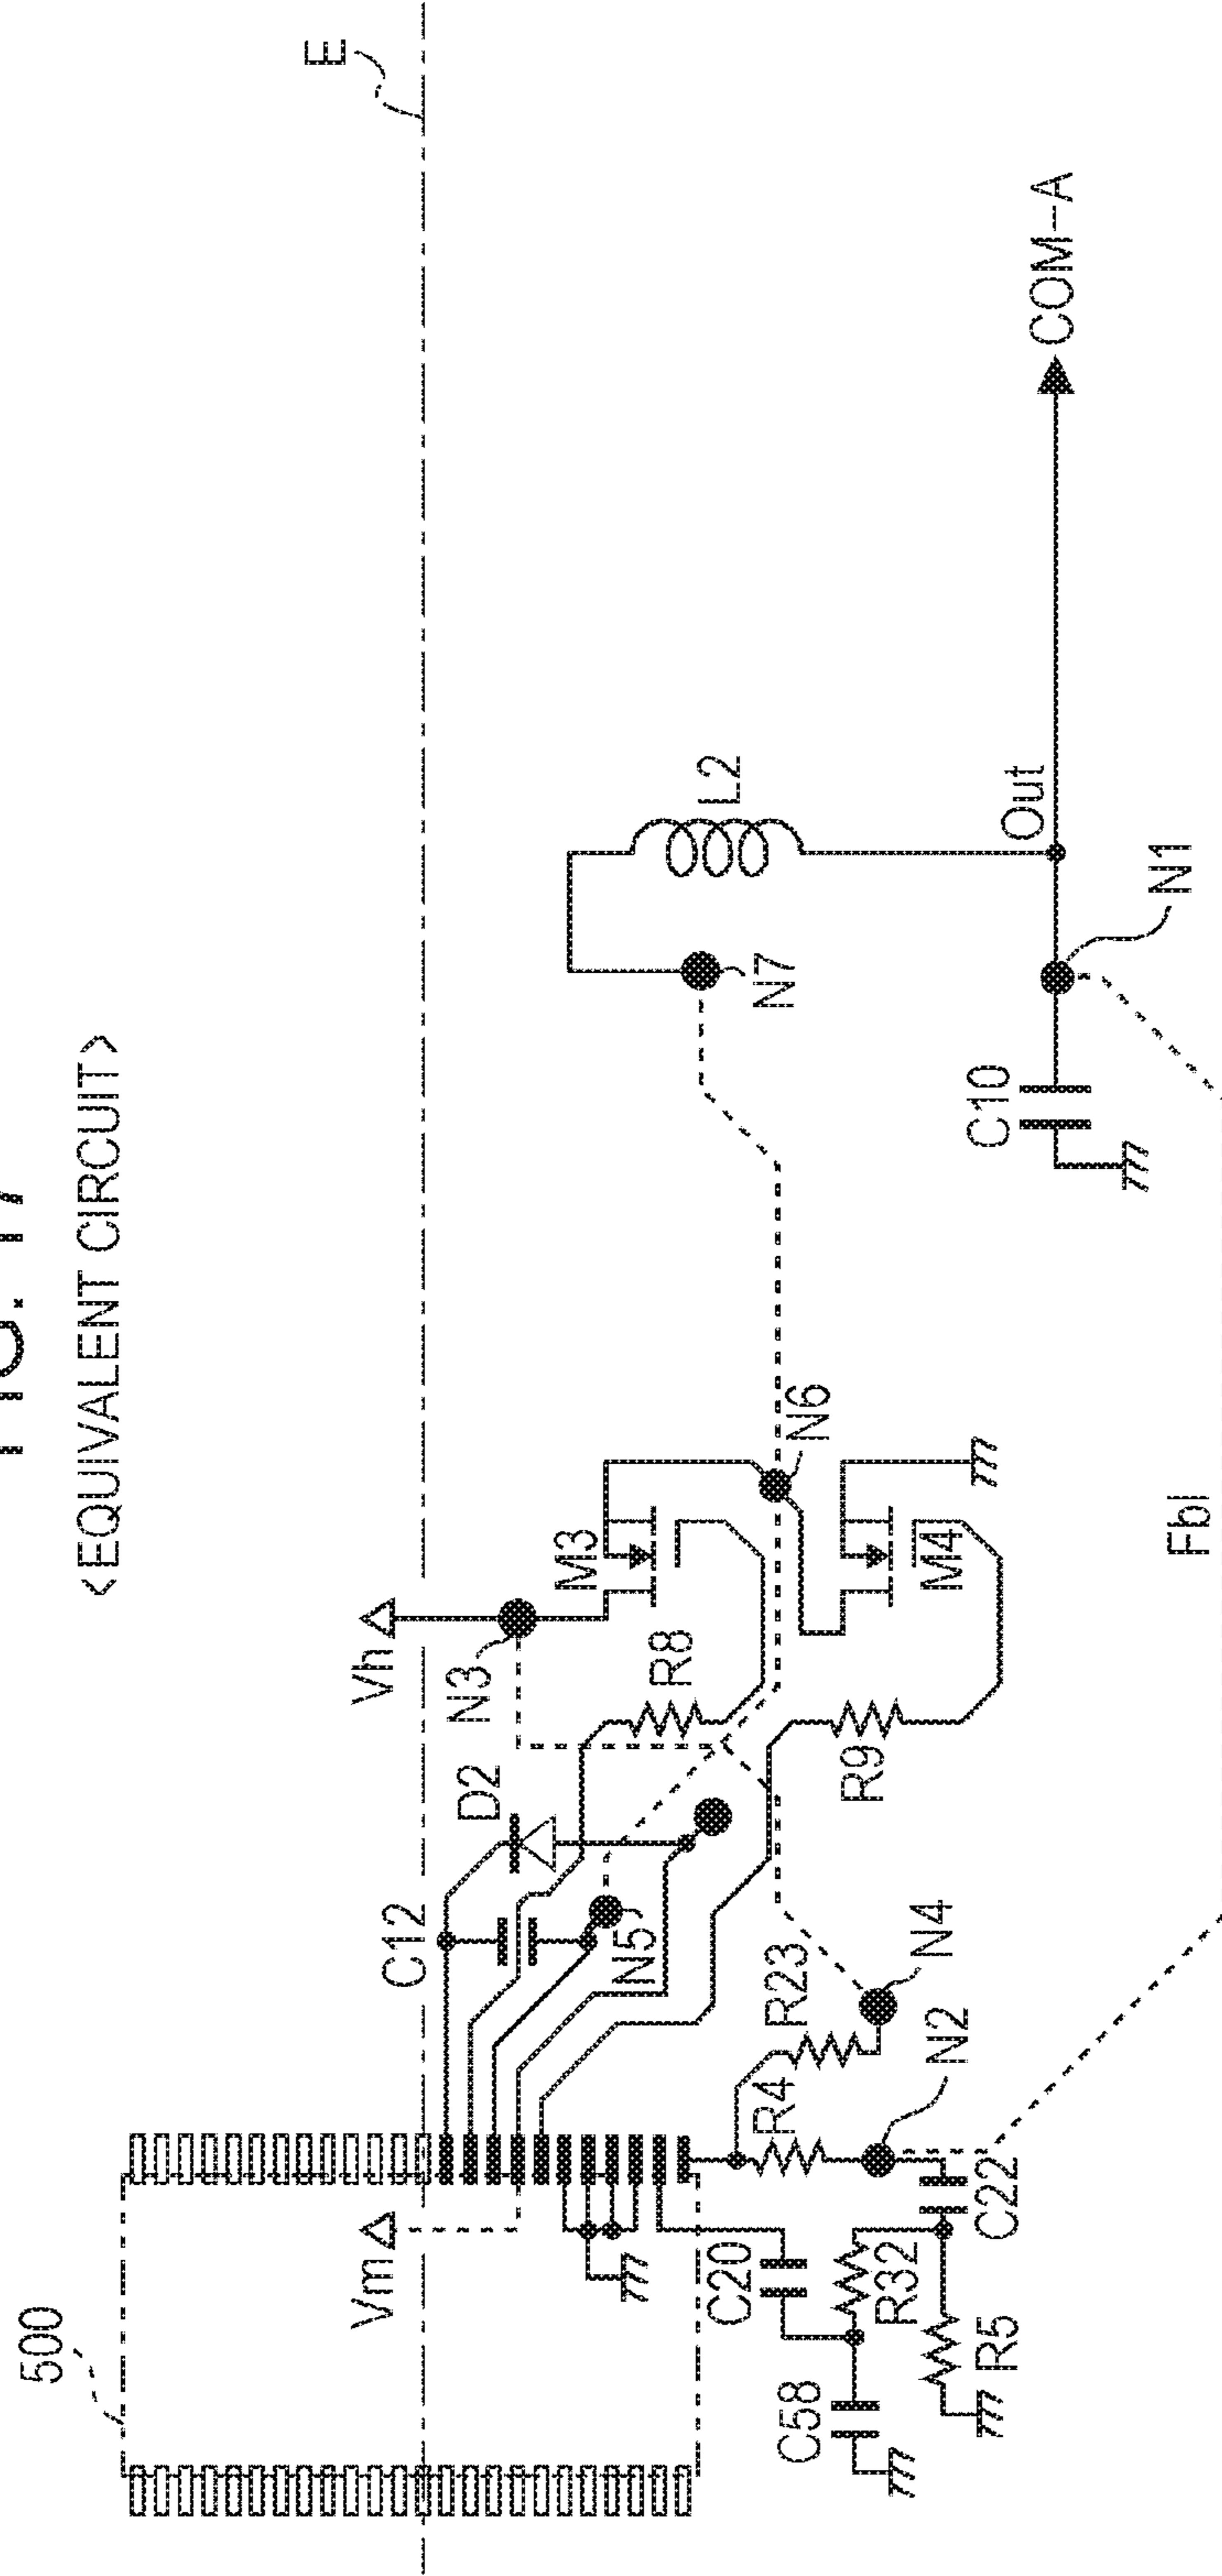 FIG. 17
<EQUIVALENT CIRCUIT>
500
E
Vm
Vh
C12
D2
N3
M3
R8
N5
N6
N7
L2
R9
M4
R23
N4
R4
N2
C20
R32
C22
C58
R5
Out
COM-A
C10
N1
Fbl